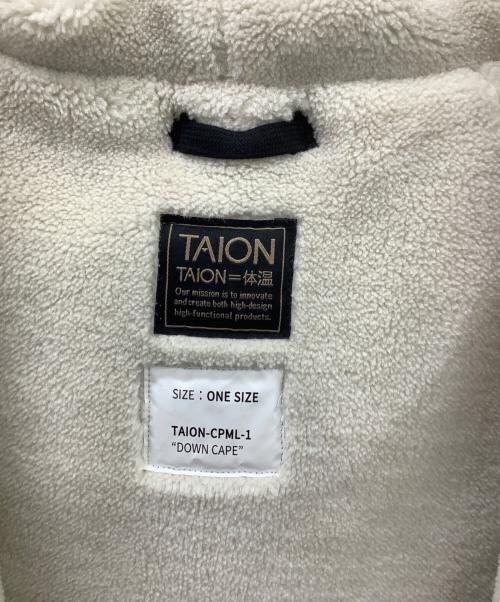 TAION
TAION=体温
Our mission is to innovate
and create both high-design
high-functional products.
SIZE : ONE SIZE
TAION-CPML-1
“DOWN CAPE”